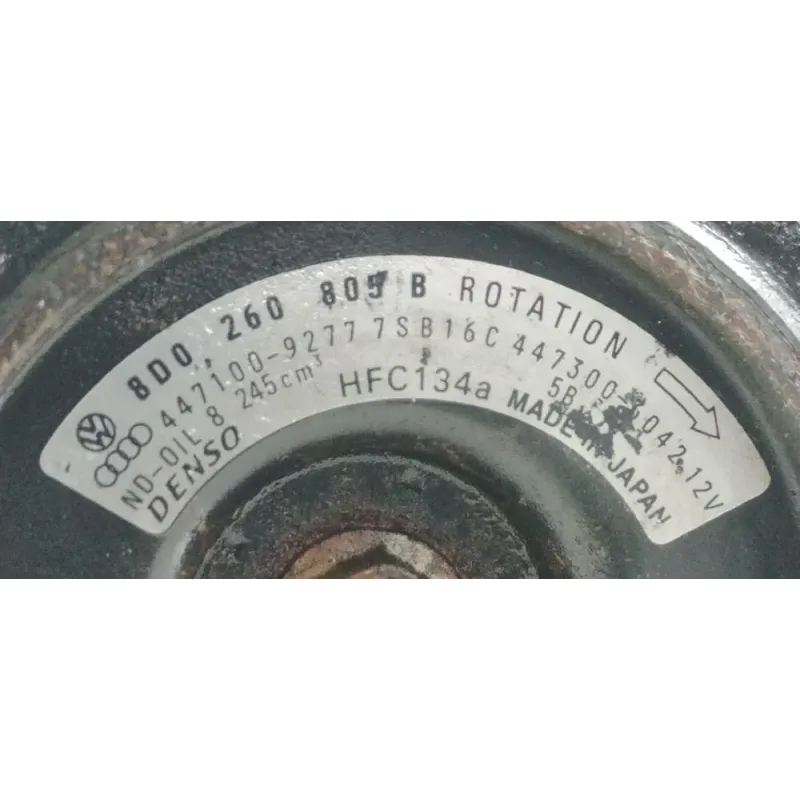 8D0 260 805 B ROTATION
447100-9277 7SB16C 447300- 042 12V
ND-OIL 8 245cm³ HFC134a 5B
DENSO MADE IN JAPAN